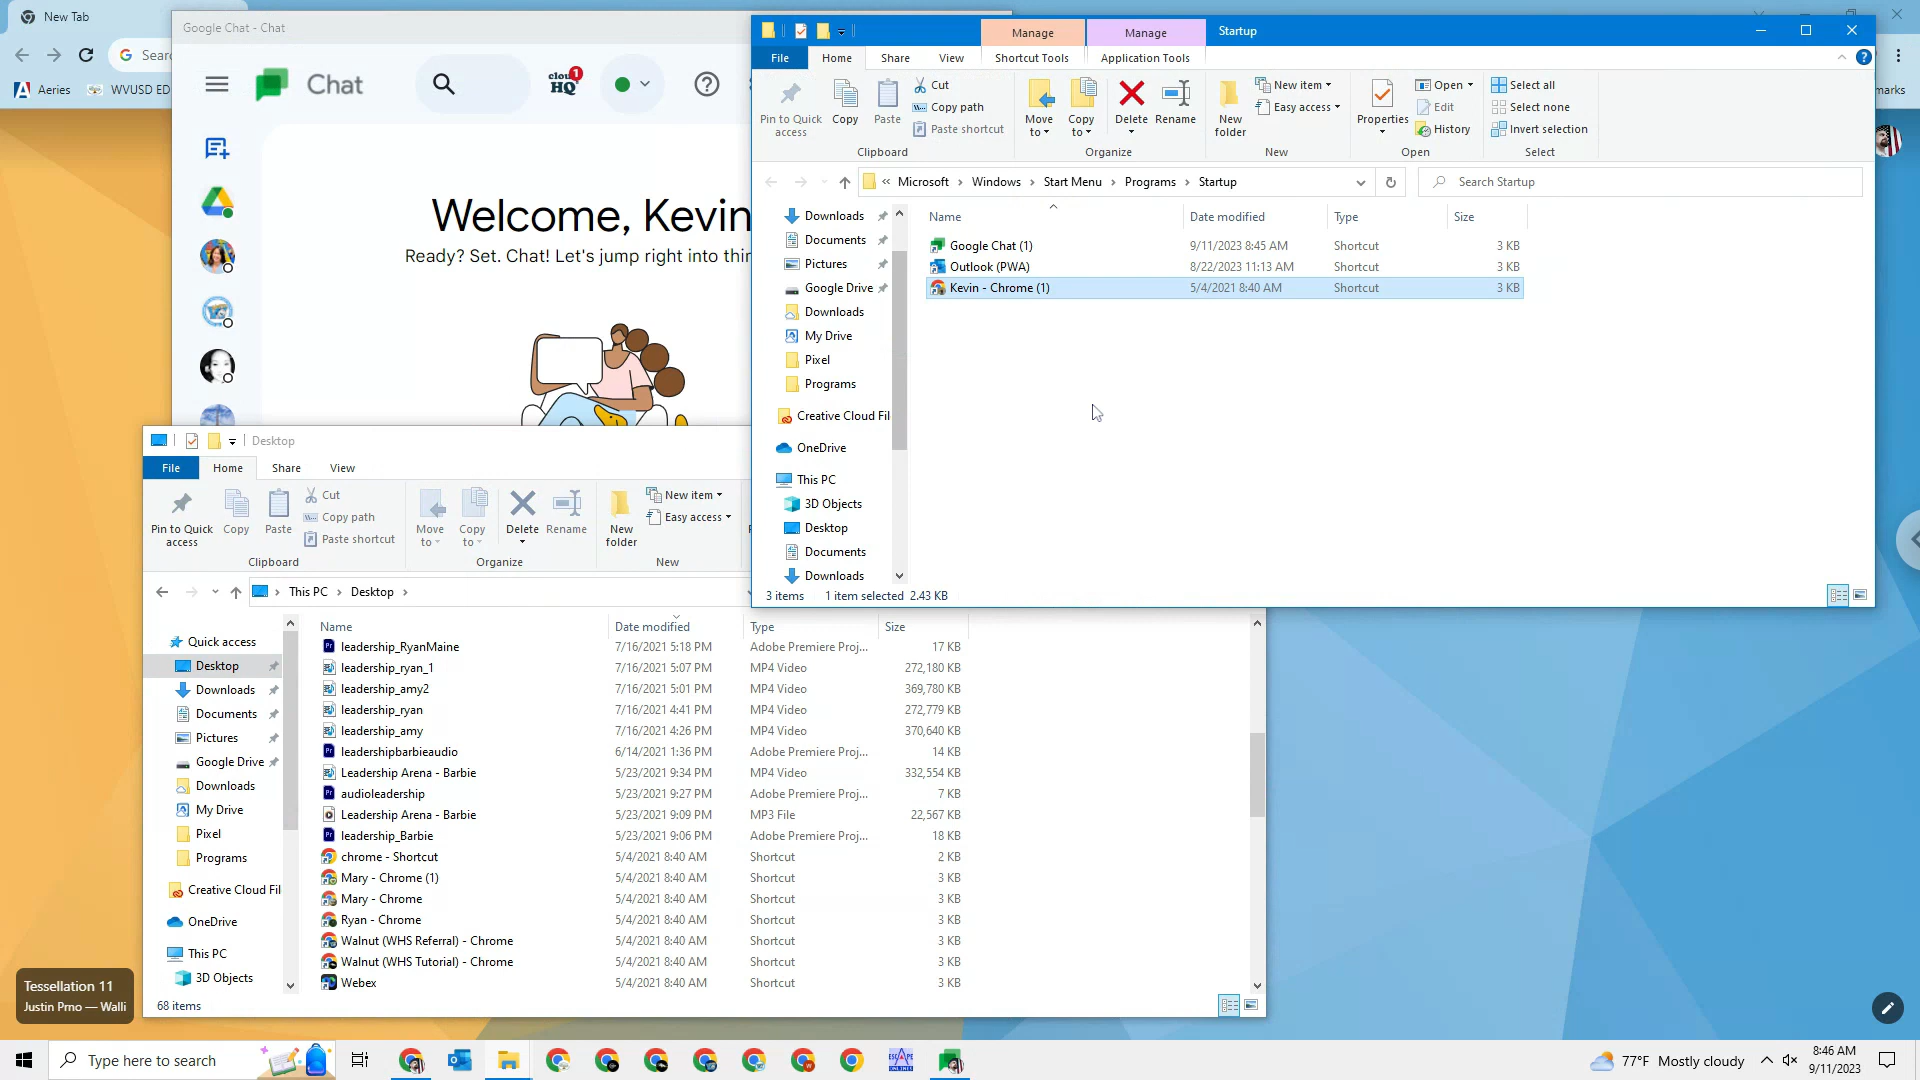 New Tab
Sear
Aeries
WVUSD ED
marks
Google Chat - Chat
Chat
cloud HQ
1
Welcome, Kevin
Ready? Set. Chat! Let's jump right into thin
Manage
Manage
Startup
File
Home
Share
View
Shortcut Tools
Application Tools
Pin to Quick access
Copy
Paste
Cut
Copy path
Paste shortcut
Move to
Copy to
Delete
Rename
New folder
New item
Easy access
Properties
Open
Edit
History
Select all
Select none
Invert selection
Clipboard
Organize
New
Open
Select
« Microsoft › Windows › Start Menu › Programs › Startup
Search Startup
Name
Date modified
Type
Size
Google Chat (1) 9/11/2023 8:45 AM Shortcut 3 KB
Outlook (PWA) 8/22/2023 11:13 AM Shortcut 3 KB
Kevin - Chrome (1) 5/4/2021 8:40 AM Shortcut 3 KB
Downloads
Documents
Pictures
Google Drive
Downloads
My Drive
Pixel
Programs
Creative Cloud Fil
OneDrive
This PC
3D Objects
Desktop
Documents
Downloads
3 items 1 item selected 2.43 KB
Desktop
File
Home
Share
View
Pin to Quick access
Copy
Paste
Cut
Copy path
Paste shortcut
Move to
Copy to
Delete
Rename
New folder
New item
Easy access
Clipboard
Organize
New
This PC › Desktop ›
Name
Date modified
Type
Size
Quick access
Desktop
Downloads
Documents
Pictures
Google Drive
Downloads
My Drive
Pixel
Programs
Creative Cloud Fil
OneDrive
This PC
3D Objects
leadership_RyanMaine 7/16/2021 5:18 PM Adobe Premiere Proj... 17 KB
leadership_ryan_1 7/16/2021 5:07 PM MP4 Video 272,180 KB
leadership_amy2 7/16/2021 5:01 PM MP4 Video 369,780 KB
leadership_ryan 7/16/2021 4:41 PM MP4 Video 272,779 KB
leadership_amy 7/16/2021 4:26 PM MP4 Video 370,640 KB
leadershipbarbieaudio 6/14/2021 1:36 PM Adobe Premiere Proj... 14 KB
Leadership Arena - Barbie 5/23/2021 9:34 PM MP4 Video 332,554 KB
audioleadership 5/23/2021 9:27 PM Adobe Premiere Proj... 7 KB
Leadership Arena - Barbie 5/23/2021 9:09 PM MP3 File 22,567 KB
leadership_Barbie 5/23/2021 9:06 PM Adobe Premiere Proj... 18 KB
chrome - Shortcut 5/4/2021 8:40 AM Shortcut 2 KB
Mary - Chrome (1) 5/4/2021 8:40 AM Shortcut 3 KB
Mary - Chrome 5/4/2021 8:40 AM Shortcut 3 KB
Ryan - Chrome 5/4/2021 8:40 AM Shortcut 3 KB
Walnut (WHS Referral) - Chrome 5/4/2021 8:40 AM Shortcut 3 KB
Walnut (WHS Tutorial) - Chrome 5/4/2021 8:40 AM Shortcut 3 KB
Webex 5/4/2021 8:40 AM Shortcut 3 KB
68 items
Tessellation 11
Justin Prno — Walli
Type here to search
ESCAPE ONLINE
77°F Mostly cloudy
8:46 AM
9/11/2023